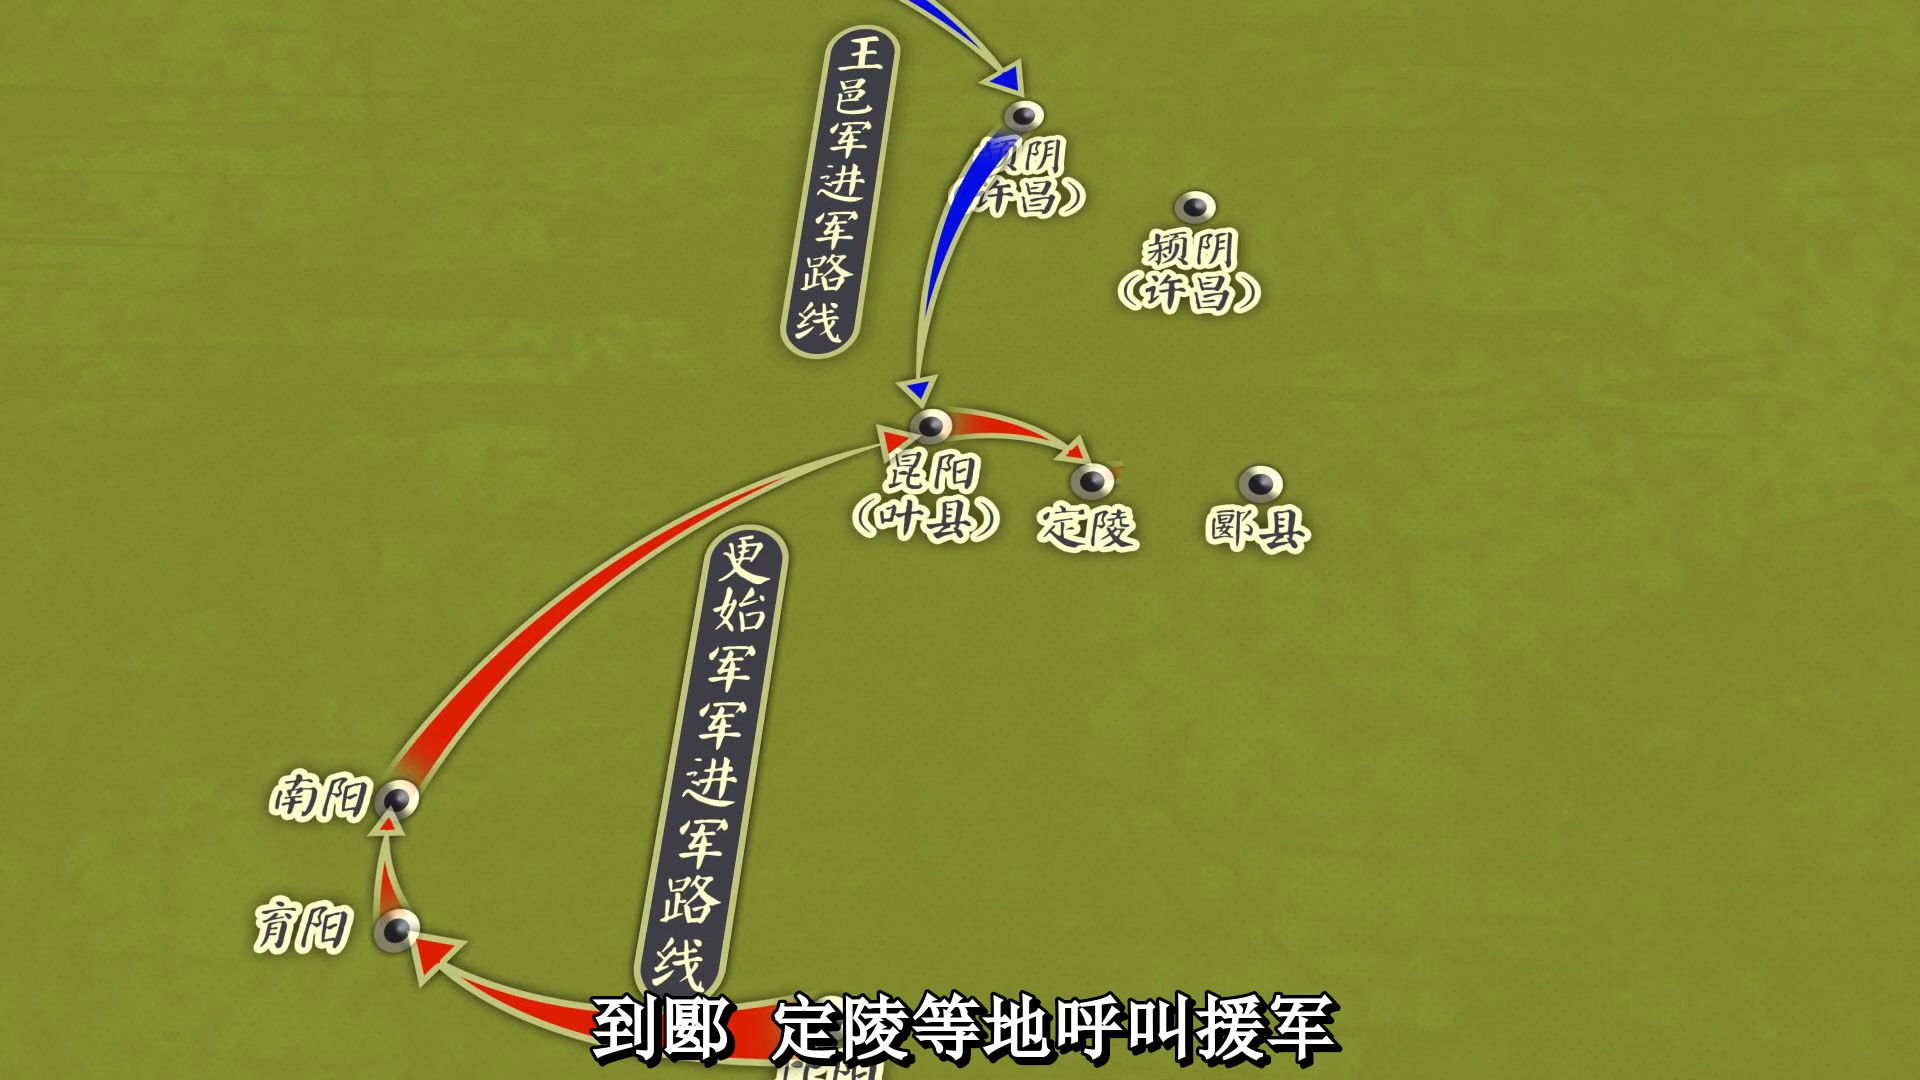 王邑军进军路线
颍阴
(许昌)
颍阴
(许昌)
昆阳
(叶县)
定陵
郾县
更始军军进军路线
南阳
育阳
到郾 定陵等地呼叫援军